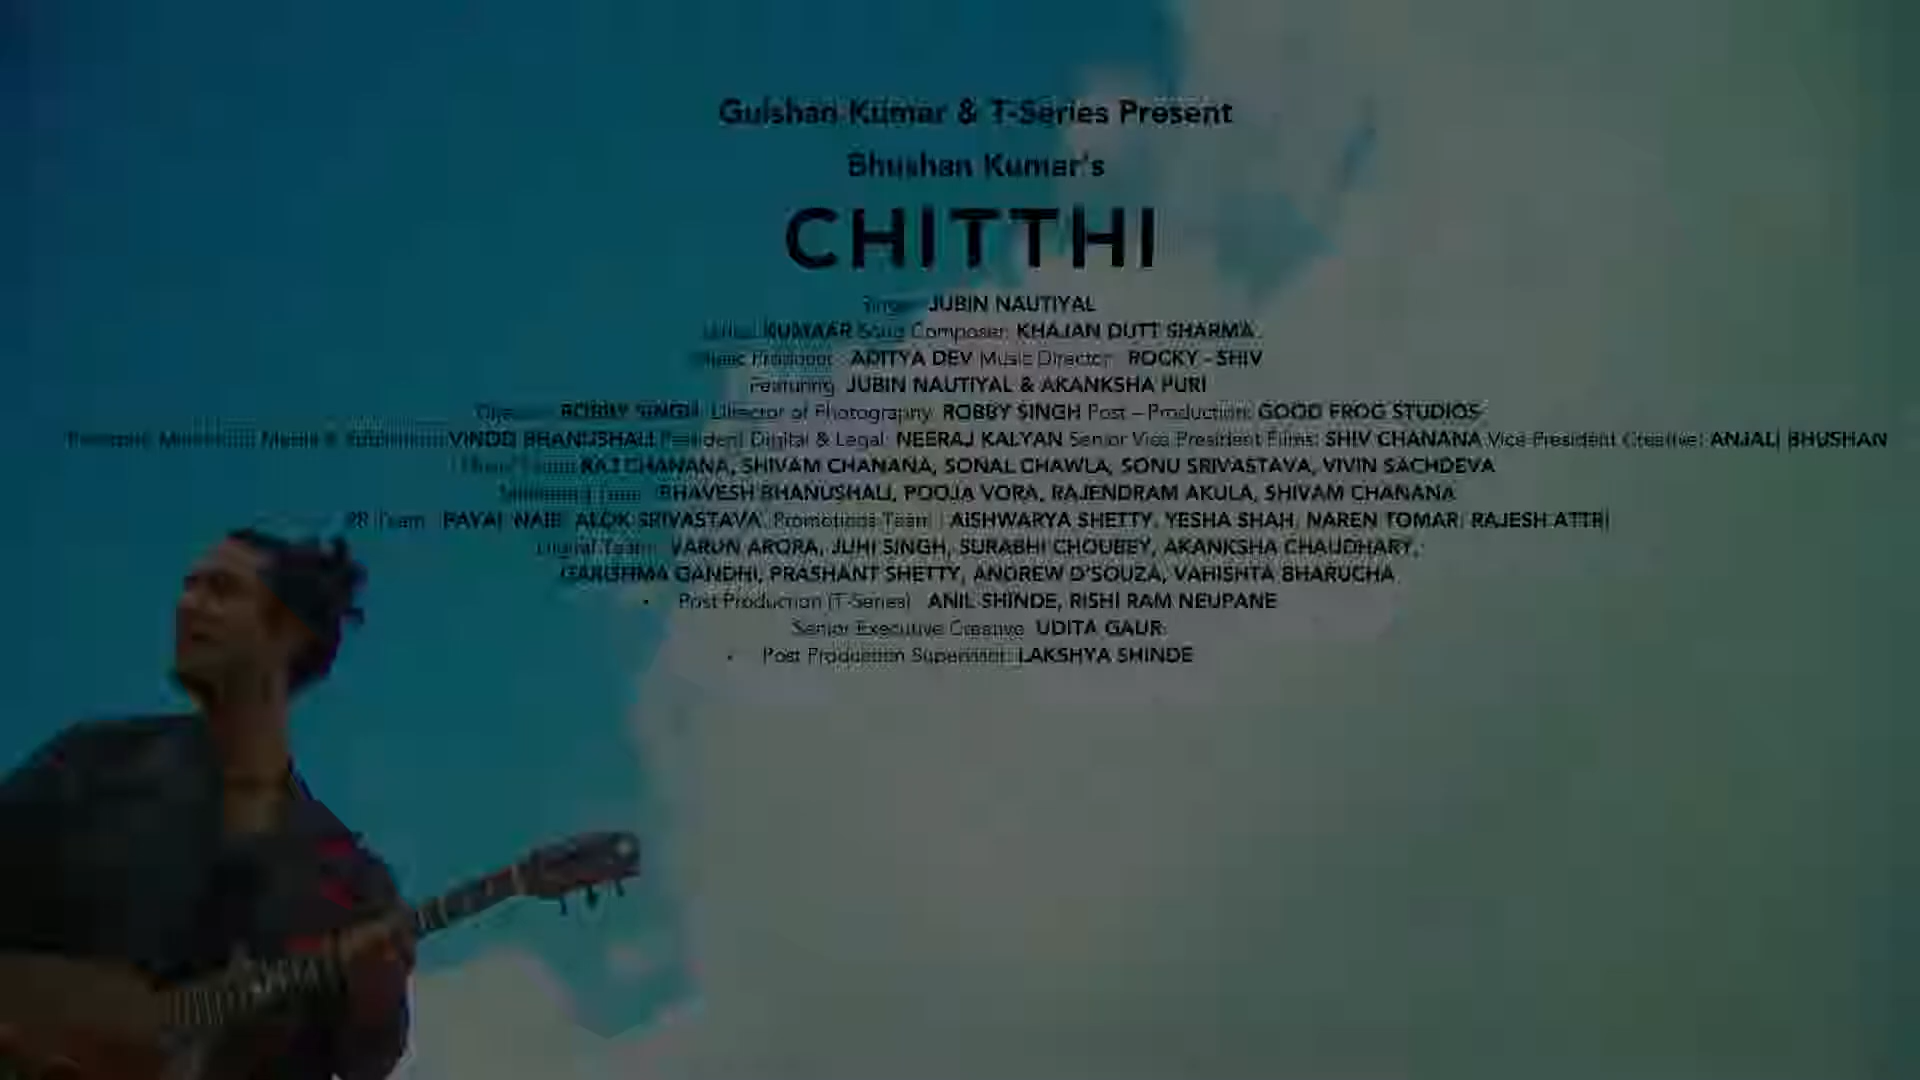 Gulshan Kumar & T-Series Present
Bhushan Kumar's
CHITTHI
Singer JUBIN NAUTIYAL
KUMAAR Song Composer: KHAJAN DUTT SHARMA
Music Producer: ADITYA DEV Music Director: ROCKY - SHIV
Featuring JUBIN NAUTIYAL & AKANKSHA PURI
Director ROBBY SINGH Director of Photography ROBBY SINGH Post – Production: GOOD FROG STUDIOS
VINOD BHANUSHALI President Digital & Legal: NEERAJ KALYAN Senior Vice President Films: SHIV CHANANA Vice President Creative: ANJALI BHUSHAN
RAJ CHANANA, SHIVAM CHANANA, SONAL CHAWLA, SONU SRIVASTAVA, VIVIN SACHDEVA
BHAVESH BHANUSHALI, POOJA VORA, RAJENDRAM AKULA, SHIVAM CHANANA
PR Team: PAYAL NAIR, ALOK SRIVASTAVA, Promotions Team: AISHWARYA SHETTY, YESHA SHAH, NAREN TOMAR, RAJESH ATTRI
Digital Team: VARUN ARORA, JUHI SINGH, SURABHI CHOUBEY, AKANKSHA CHAUDHARY,
GARISHMA GANDHI, PRASHANT SHETTY, ANDREW D'SOUZA, VAHISHTA BHARUCHA
• Post Production (T-Series) ANIL SHINDE, RISHI RAM NEUPANE
Senior Executive Creative UDITA GAUR
• Post Production Supervisor: LAKSHYA SHINDE